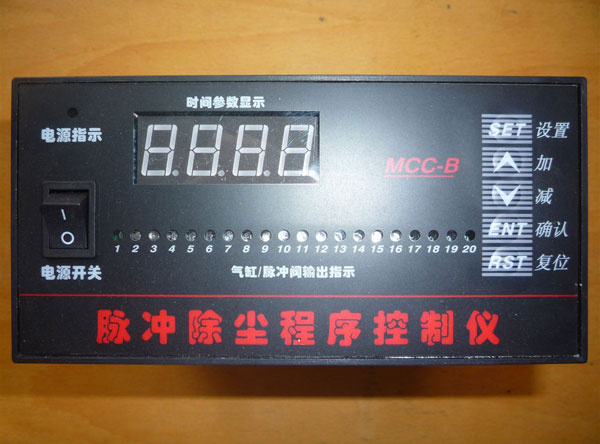 时间参数显示
电源指示
MCC-B
SET 设置
加
减
ENT 确认
RST 复位
I
O
1 2 3 4 5 6 7 8 9 10 11 12 13 14 15 16 17 18 19 20
电源开关
气缸/脉冲阀输出指示
脉冲除尘程序控制仪